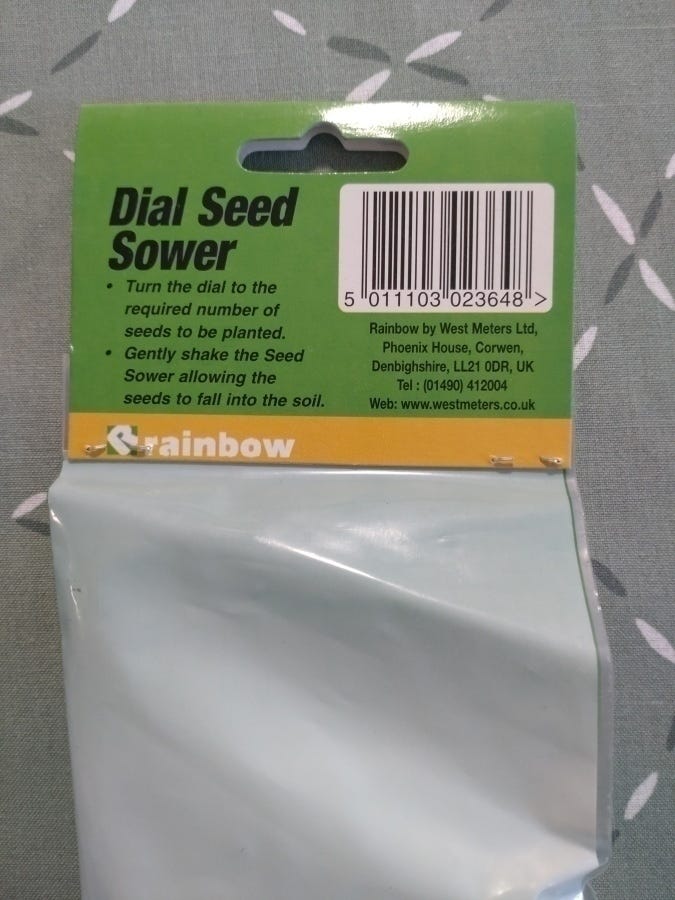 Dial Seed
Sower
• Turn the dial to the
required number of
seeds to be planted.
• Gently shake the Seed
Sower allowing the
seeds to fall into the soil.
5 011103 023648 >
Rainbow by West Meters Ltd,
Phoenix House, Corwen,
Denbighshire, LL21 0DR, UK
Tel : (01490) 412004
Web: www.westmeters.co.uk
R rainbow